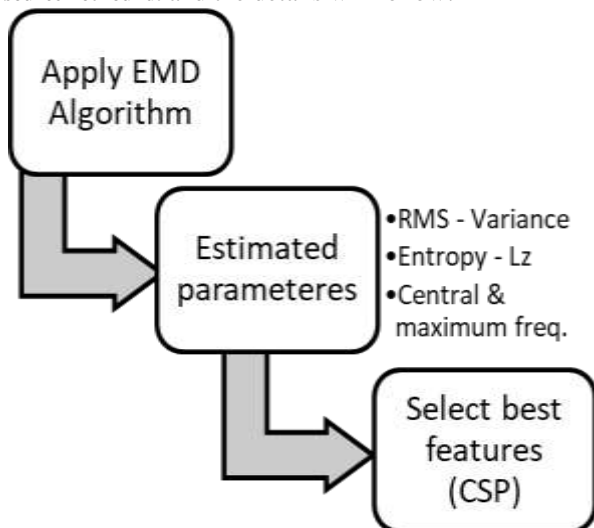 Apply EMD
Algorithm
Estimated
parameteres
•RMS - Variance
•Entropy - Lz
•Central &
maximum freq.
Select best
features
(CSP)